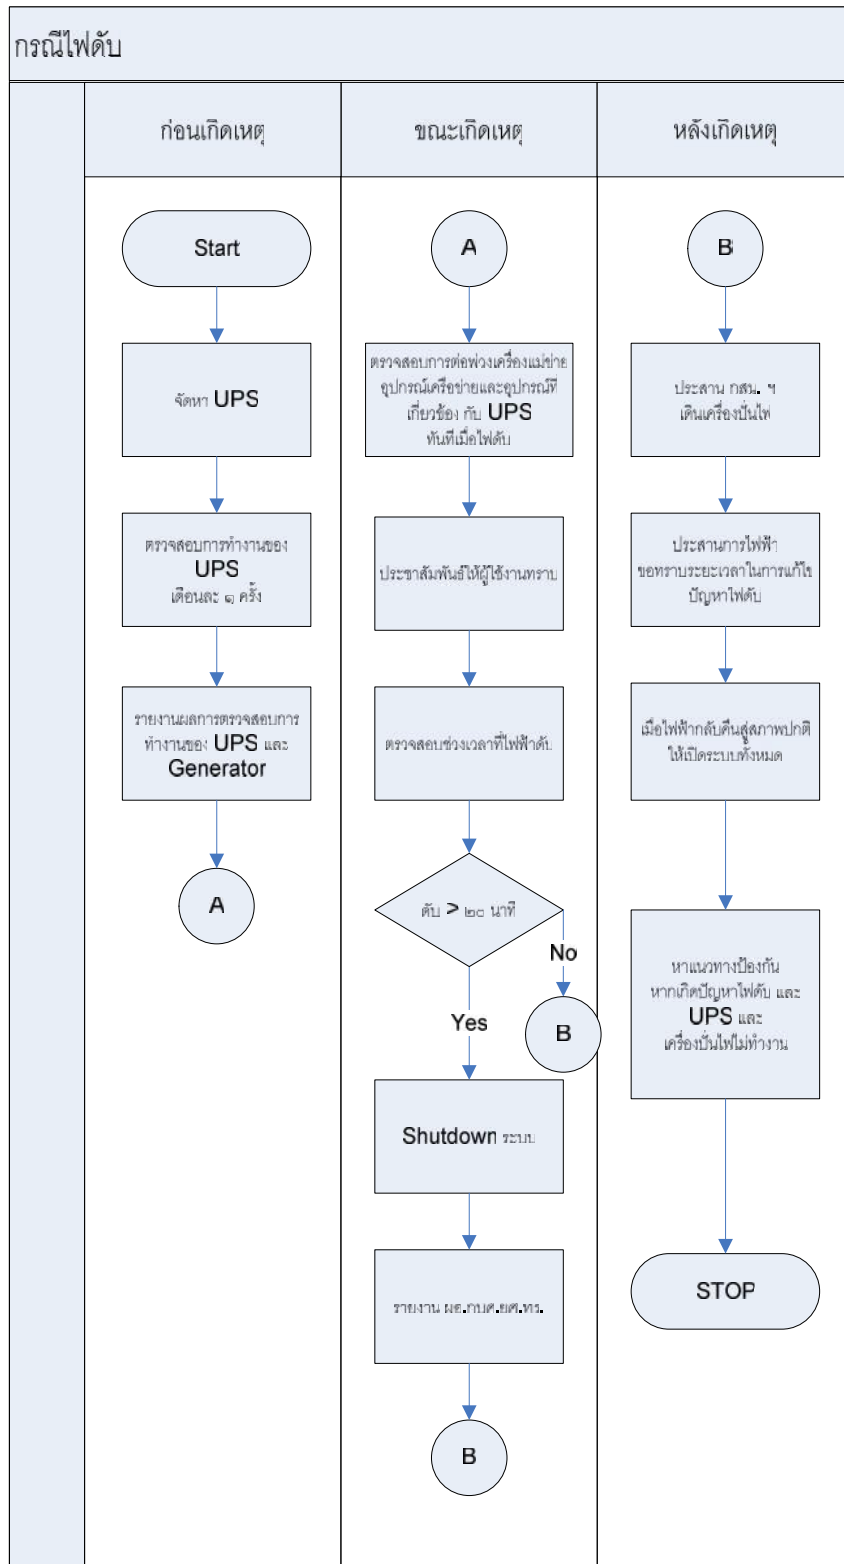 กรณีไฟดับ
ก่อนเกิดเหตุ
ขณะเกิดเหตุ
หลังเกิดเหตุ
Start
จัดหา UPS
ตรวจสอบการทำงานของ
UPS
เดือนละ ๑ ครั้ง
รายงานผลการตรวจสอบการ
ทำงานของ UPS และ
Generator
A
A
ตรวจสอบการต่อพ่วงเครื่องแม่ข่าย
อุปกรณ์เครือข่ายและอุปกรณ์ที่
เกี่ยวข้อง กับ UPS
ทันทีเมื่อไฟดับ
ประชาสัมพันธ์ให้ผู้ใช้งานทราบ
ตรวจสอบช่วงเวลาที่ไฟฟ้าดับ
ดับ > ๒๐ นาที
No
B
Yes
Shutdown ระบบ
รายงาน ผอ.กบศ.ยศ.ทร.
B
B
ประสาน กสน. ฯ
เดินเครื่องปั่นไฟ
ประสานการไฟฟ้า
ขอทราบระยะเวลาในการแก้ไข
ปัญหาไฟดับ
เมื่อไฟฟ้ากลับคืนสู่สภาพปกติ
ให้เปิดระบบทั้งหมด
หาแนวทางป้องกัน
หากเกิดปัญหาไฟดับ และ
UPS และ
เครื่องปั่นไฟไม่ทำงาน
STOP